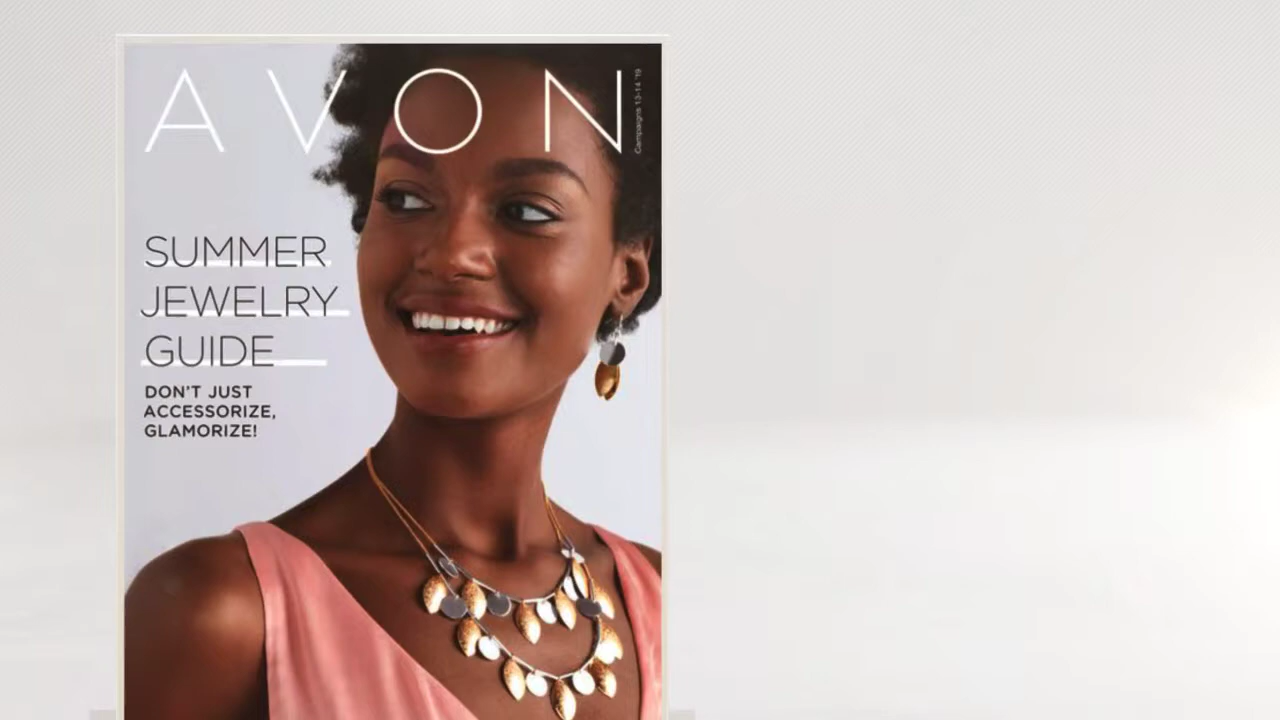 AVON
Campaigns 13-14 '19
SUMMER
JEWELRY
GUIDE
DON'T JUST
ACCESSORIZE,
GLAMORIZE!